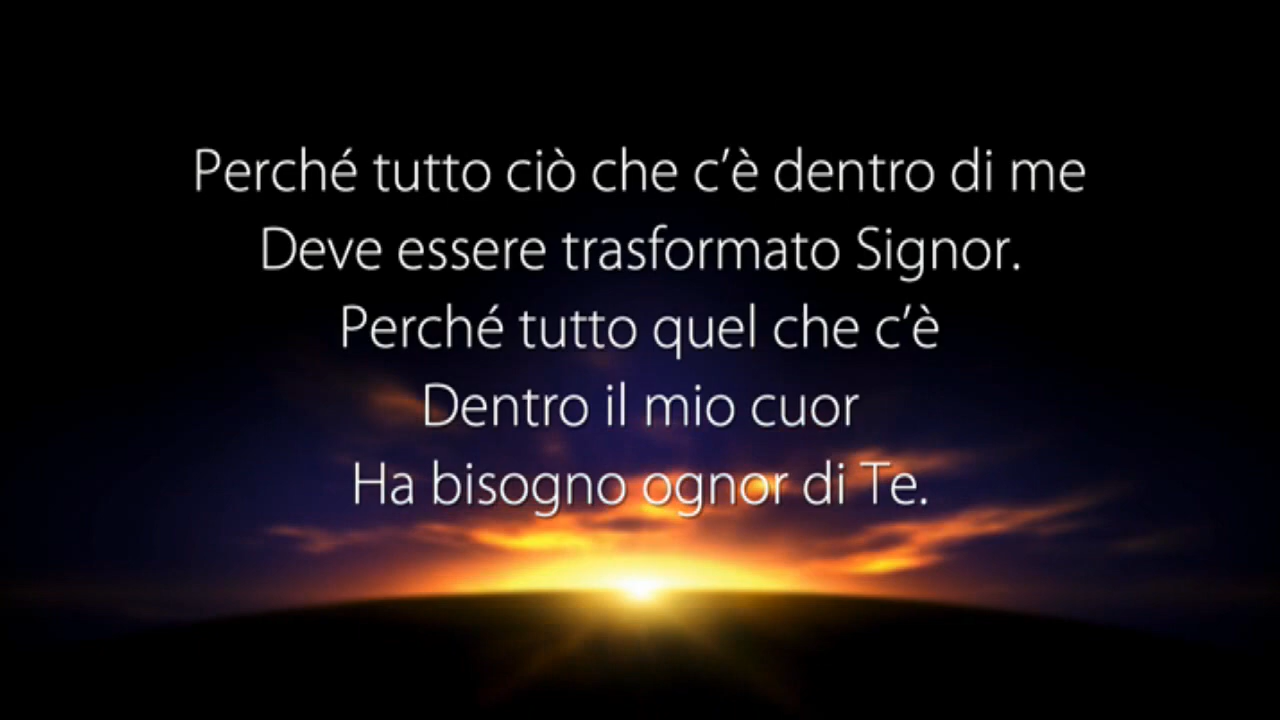 Perché tutto ciò che c’è dentro di me
Deve essere trasformato Signor.
Perché tutto quel che c’è
Dentro il mio cuor
Ha bisogno ognor di Te.